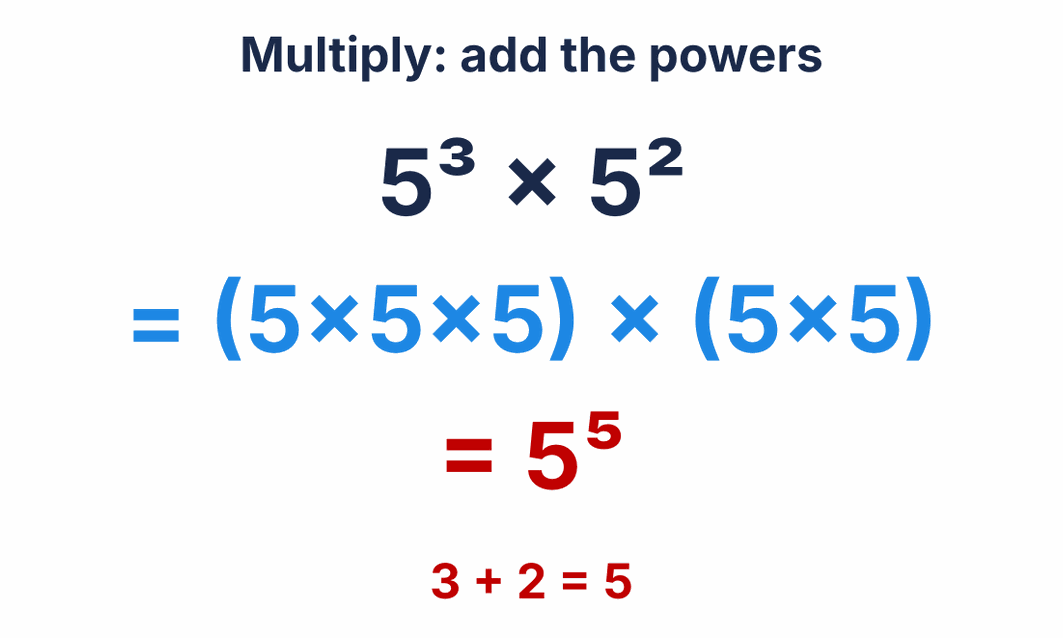 Multiply: add the powers
5³ × 5²
= (5×5×5) × (5×5)
= 5⁵
3 + 2 = 5